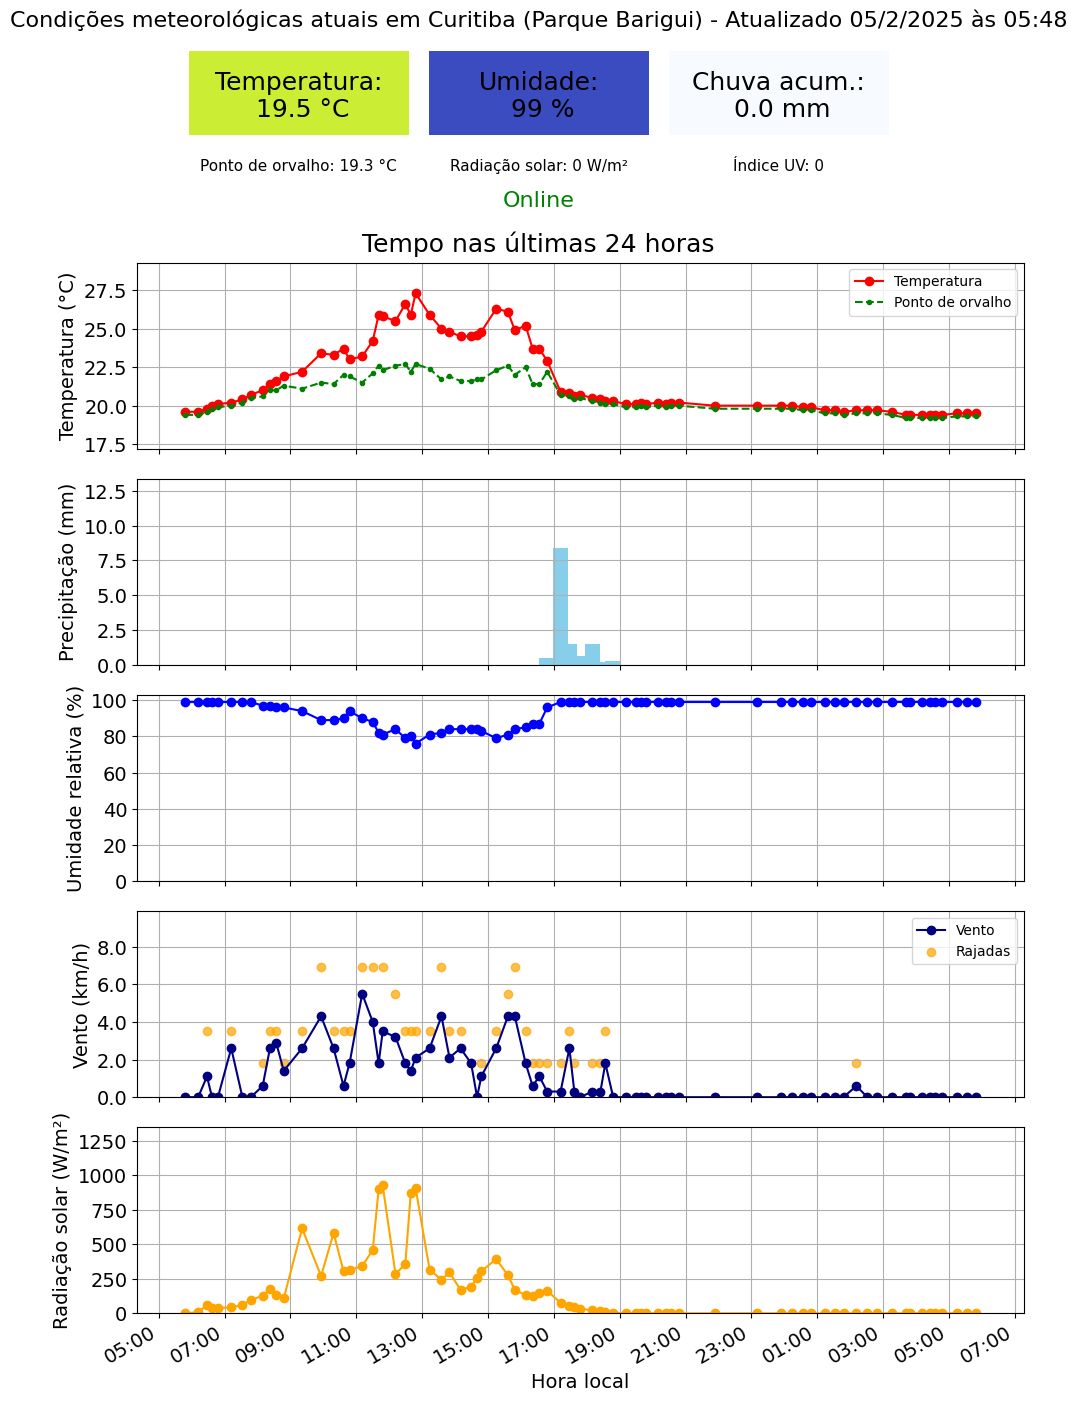 Condições meteorológicas atuais em Curitiba (Parque Barigui) - Atualizado 05/2/2025 às 05:48
Temperatura:
19.5 °C
Umidade:
99 %
Chuva acum.:
0.0 mm
Ponto de orvalho: 19.3 °C
Radiação solar: 0 W/m²
Índice UV: 0
Online
Tempo nas últimas 24 horas
Temperatura (°C)
27.5
25.0
22.5
20.0
17.5
Temperatura
Ponto de orvalho
Precipitação (mm)
12.5
10.0
7.5
5.0
2.5
0.0
Umidade relativa (%)
100
80
60
40
20
0
Vento (km/h)
8.0
6.0
4.0
2.0
0.0
Vento
Rajadas
Radiação solar (W/m²)
1250
1000
750
500
250
0
05:00
07:00
09:00
11:00
13:00
15:00
17:00
19:00
21:00
23:00
01:00
03:00
05:00
07:00
Hora local